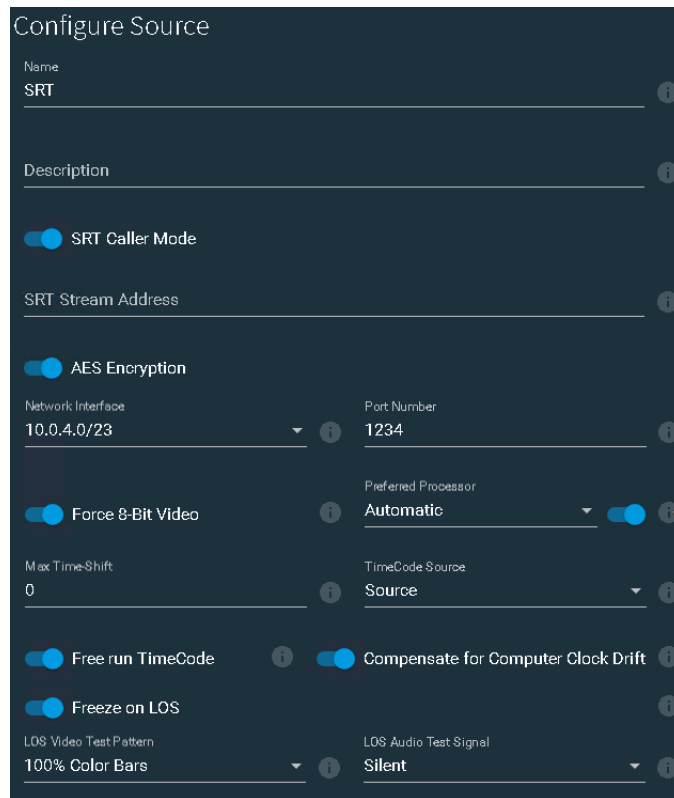 Configure Source
Name
SRT
Description
SRT Caller Mode
SRT Stream Address
AES Encryption
Network Interface
Port Number
10.0.4.0/23
1234
Preferred Processor
Force 8-Bit Video
Automatic
Max Time-Shift
TimeCode Source
0
Source
Free run TimeCode
Compensate for Computer Clock Drift
Freeze on LOS
LOS Video Test Pattern
LOS Audio Test Signal
100% Color Bars
Silent